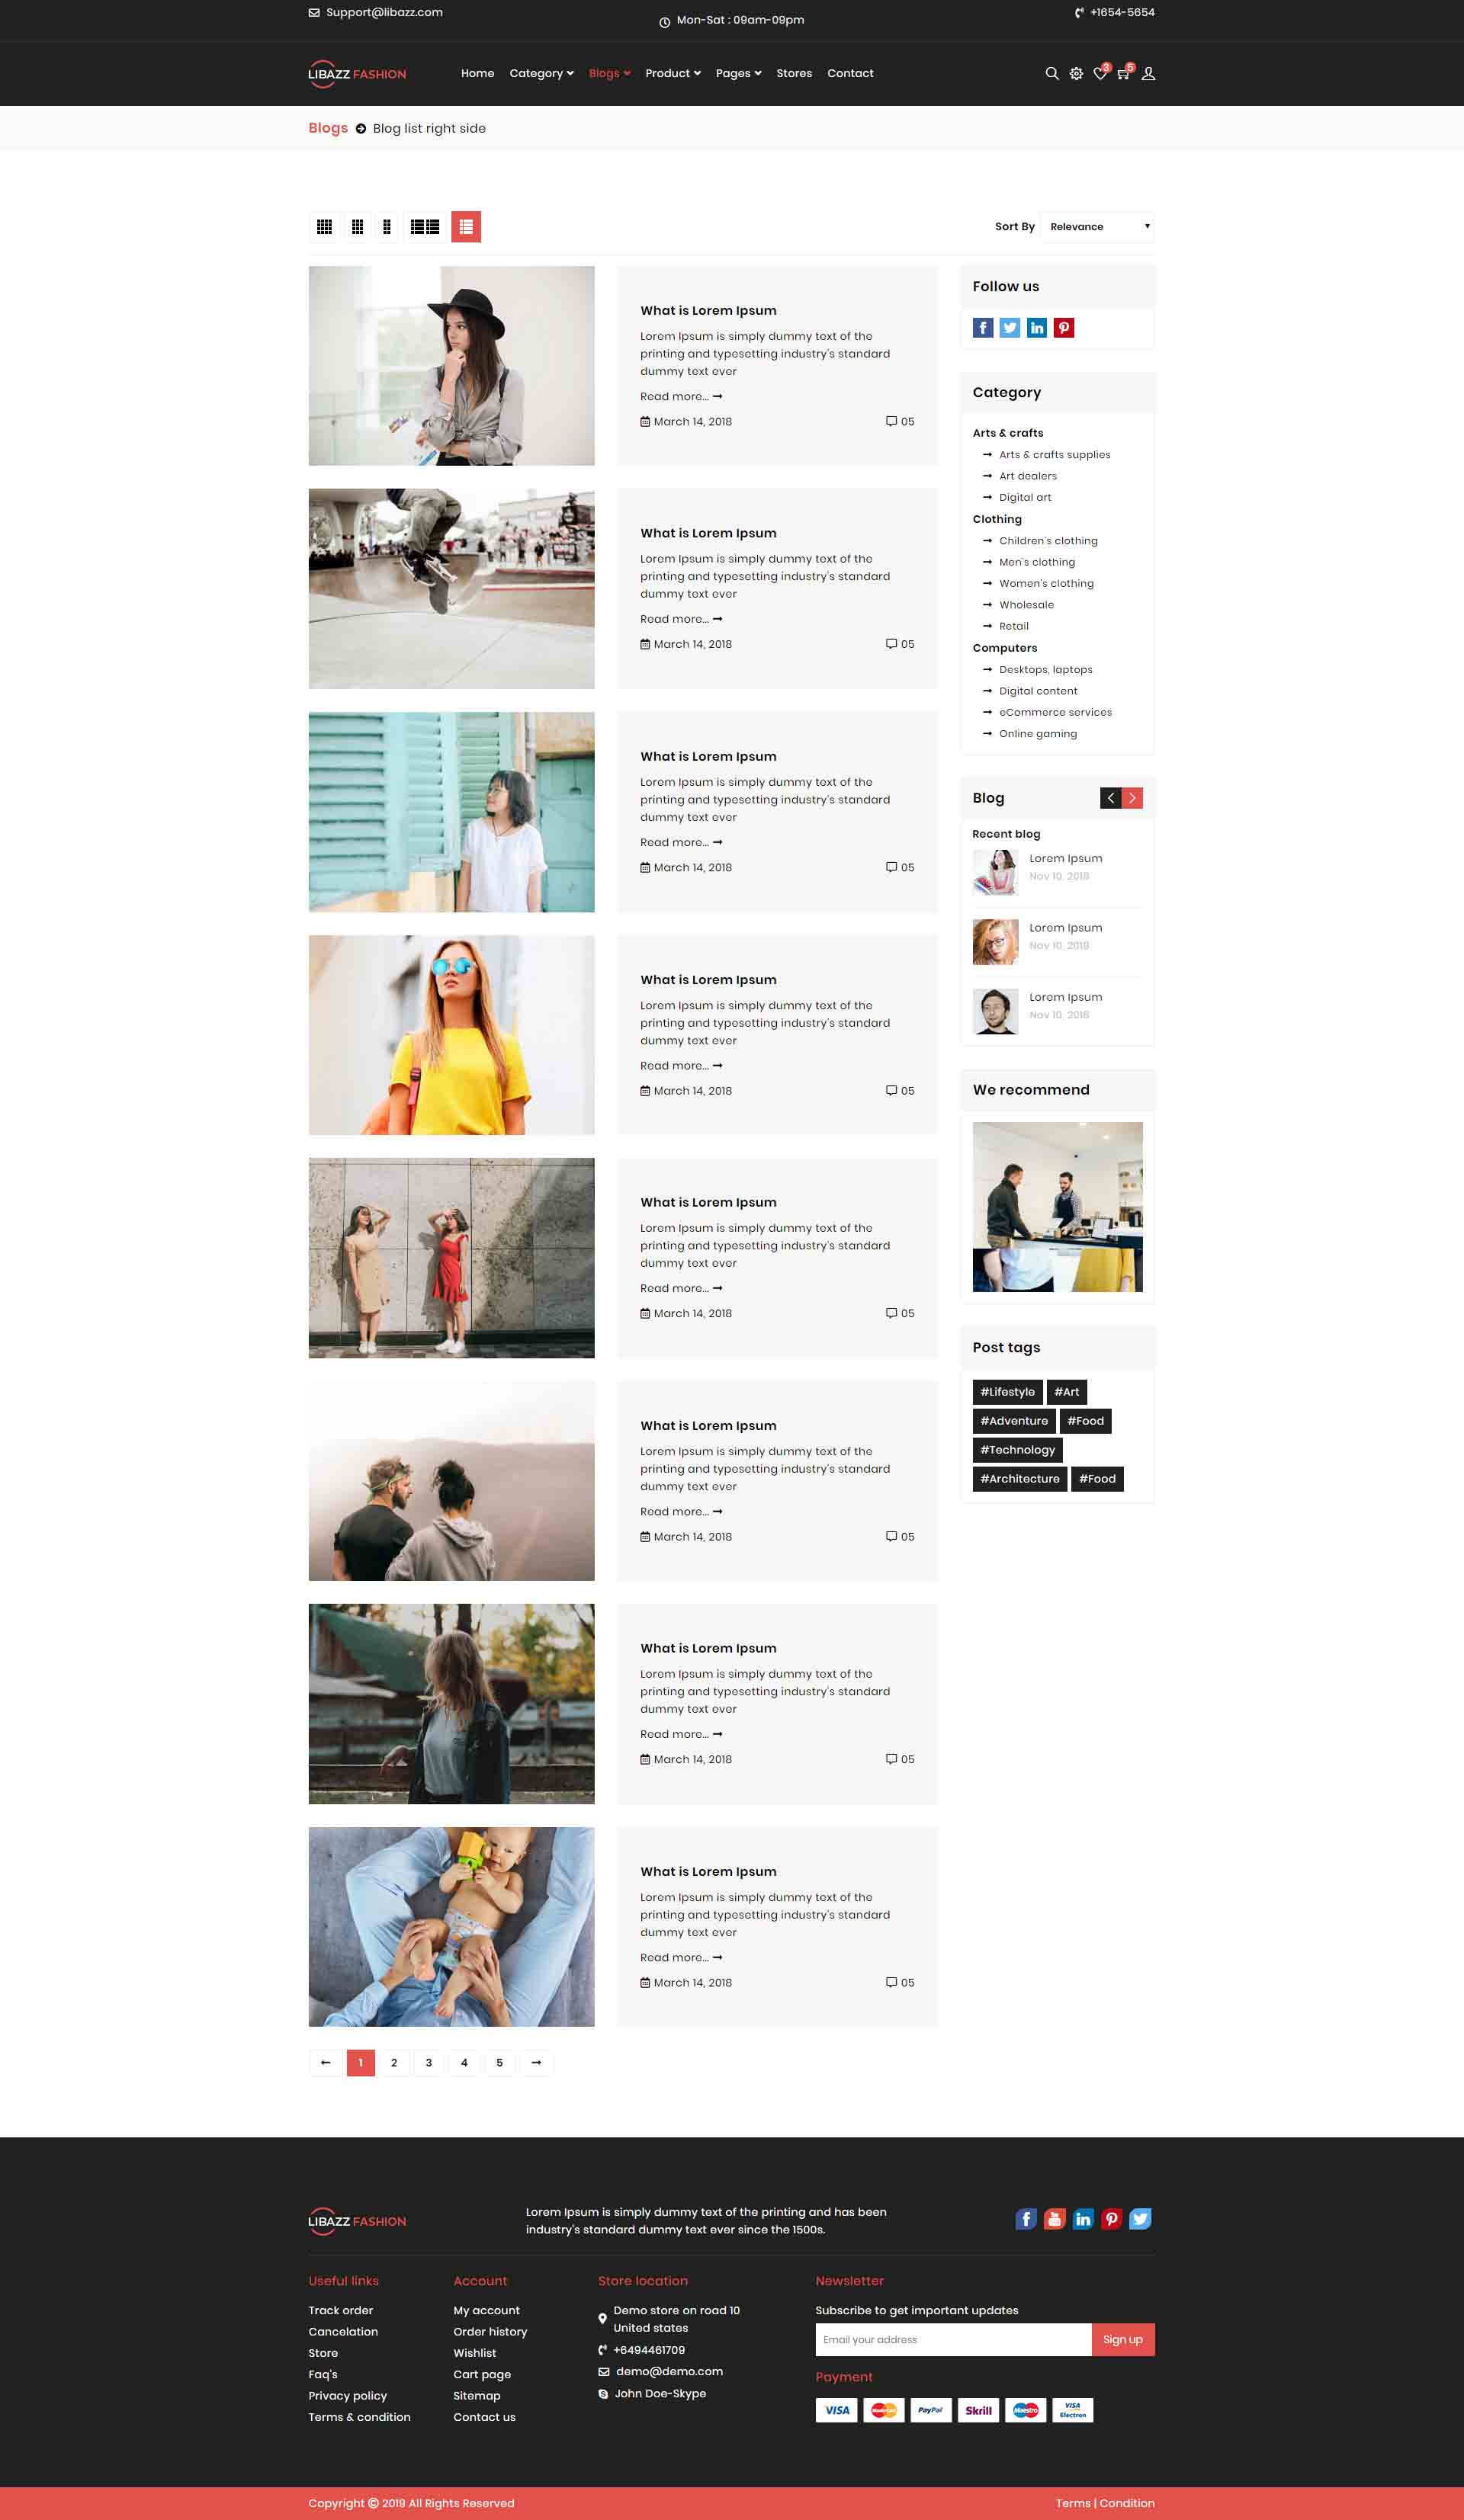 Support@libazz.com
Mon-Sat : 09am-09pm
+1654-5654
LIBAZZ FASHION
Home Category Blogs Product Pages Stores Contact
3 5
Blogs Blog list right side
Sort By Relevance
What is Lorem Ipsum
Lorem Ipsum is simply dummy text of the
printing and typesetting industry's standard
dummy text ever
Read more...
March 14, 2018 05
What is Lorem Ipsum
Lorem Ipsum is simply dummy text of the
printing and typesetting industry's standard
dummy text ever
Read more...
March 14, 2018 05
What is Lorem Ipsum
Lorem Ipsum is simply dummy text of the
printing and typesetting industry's standard
dummy text ever
Read more...
March 14, 2018 05
What is Lorem Ipsum
Lorem Ipsum is simply dummy text of the
printing and typesetting industry's standard
dummy text ever
Read more...
March 14, 2018 05
What is Lorem Ipsum
Lorem Ipsum is simply dummy text of the
printing and typesetting industry's standard
dummy text ever
Read more...
March 14, 2018 05
What is Lorem Ipsum
Lorem Ipsum is simply dummy text of the
printing and typesetting industry's standard
dummy text ever
Read more...
March 14, 2018 05
What is Lorem Ipsum
Lorem Ipsum is simply dummy text of the
printing and typesetting industry's standard
dummy text ever
Read more...
March 14, 2018 05
What is Lorem Ipsum
Lorem Ipsum is simply dummy text of the
printing and typesetting industry's standard
dummy text ever
Read more...
March 14, 2018 05
1 2 3 4 5
Follow us
Category
Arts & crafts
Arts & crafts supplies
Art dealers
Digital art
Clothing
Children's clothing
Men's clothing
Women's clothing
Wholesale
Retail
Computers
Desktops, laptops
Digital content
eCommerce services
Online gaming
Blog
Recent blog
Lorem Ipsum
Nov 10, 2018
Lorem Ipsum
Nov 10, 2018
Lorem Ipsum
Nov 10, 2018
We recommend
Post tags
#Lifestyle #Art
#Adventure #Food
#Technology
#Architecture #Food
LIBAZZ FASHION
Lorem Ipsum is simply dummy text of the printing and has been
industry's standard dummy text ever since the 1500s.
Useful links
Track order
Cancelation
Store
Faq's
Privacy policy
Terms & condition
Account
My account
Order history
Wishlist
Cart page
Sitemap
Contact us
Store location
Demo store on road 10
United states
+6494461709
demo@demo.com
John Doe-Skype
Newsletter
Subscribe to get important updates
Email your address Sign up
Payment
VISA MasterCard PayPal Skrill Maestro VISA Electron
Copyright © 2019 All Rights Reserved
Terms | Condition